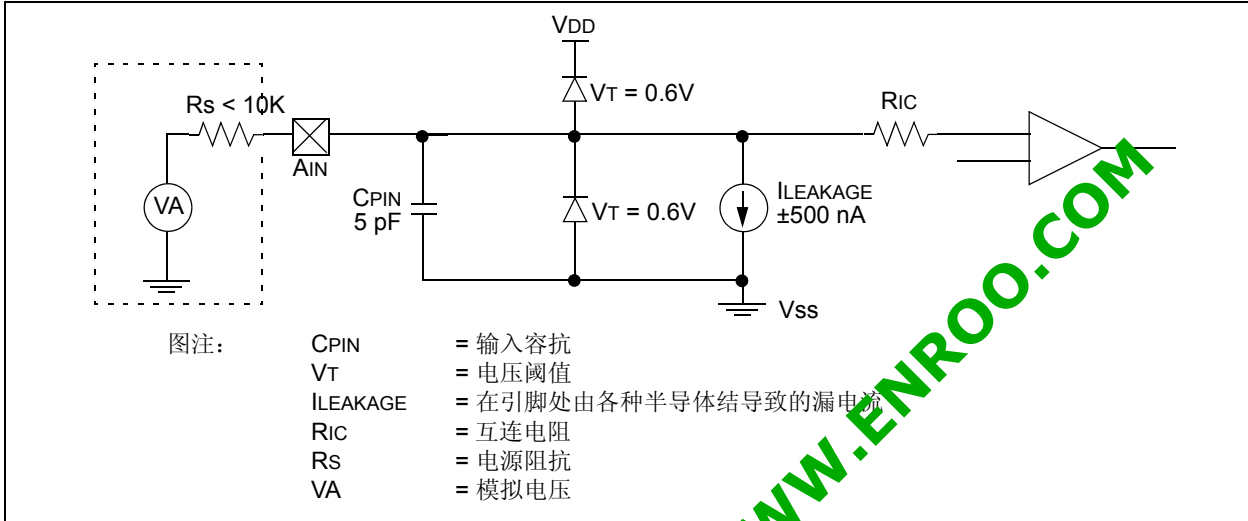 VDD
VT = 0.6V
Rs < 10K
RIC
AIN
CPIN
5 pF
VA
VT = 0.6V
ILEAKAGE
±500 nA
Vss
图注：
CPIN = 输入容抗
VT = 电压阈值
ILEAKAGE = 在引脚处由各种半导体结导致的漏电流
RIC = 互连电阻
RS = 电源阻抗
VA = 模拟电压
WWW.ENROO.COM